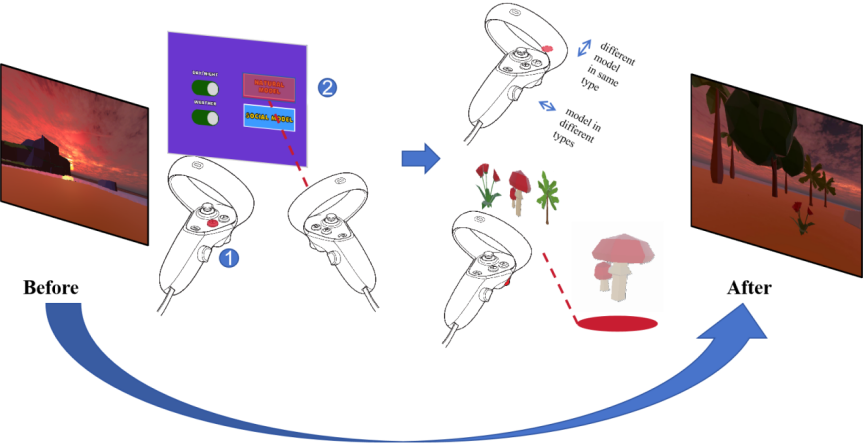 DAY/NIGHT
NATURAL
MODEL
WEATHER
SOCIAL MODEL
2
1
different
model
in same
type
model in
different
types
Before
After